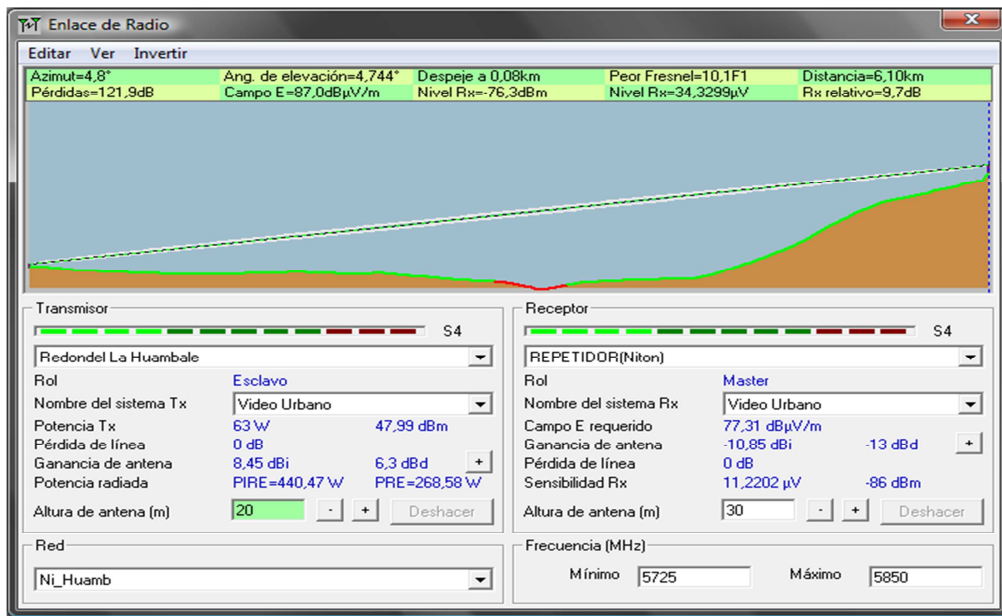 Enlace de Radio
Editar Ver Invertir
Azimut=4,8° Ang. de elevación=4,744° Despeje a 0,08km Peor Fresnel=10,1F1 Distancia=6,10km
Pérdidas=121,9dB Campo E=87,0dBµV/m Nivel Rx=-76,3dBm Nivel Rx=34,3299µV Rx relativo=9,7dB
Transmisor
S4
Redondel La Huambale
Rol Esclavo
Nombre del sistema Tx Video Urbano
Potencia Tx 63 W 47,99 dBm
Pérdida de línea 0 dB
Ganancia de antena 8,45 dBi 6,3 dBd +
Potencia radiada PIRE=440,47 W PRE=268,58 W
Altura de antena (m) 20 - + Deshacer
Receptor
S4
REPETIDOR(Niton)
Rol Master
Nombre del sistema Rx Video Urbano
Campo E requerido 77,31 dBµV/m
Ganancia de antena -10,85 dBi -13 dBd +
Pérdida de línea 0 dB
Sensibilidad Rx 11,2202 µV -86 dBm
Altura de antena (m) 30 - + Deshacer
Red
Ni_Huamb
Frecuencia (MHz)
Mínimo 5725 Máximo 5850